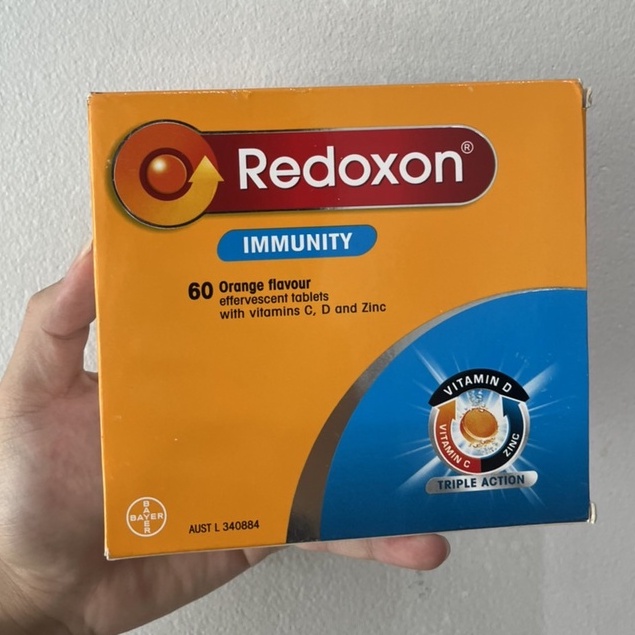 Redoxon®
IMMUNITY
60 Orange flavour
effervescent tablets
with vitamins C, D and Zinc
VITAMIN D
VITAMIN C
ZINC
TRIPLE ACTION
BAYER
BAYER
AUST L 340884